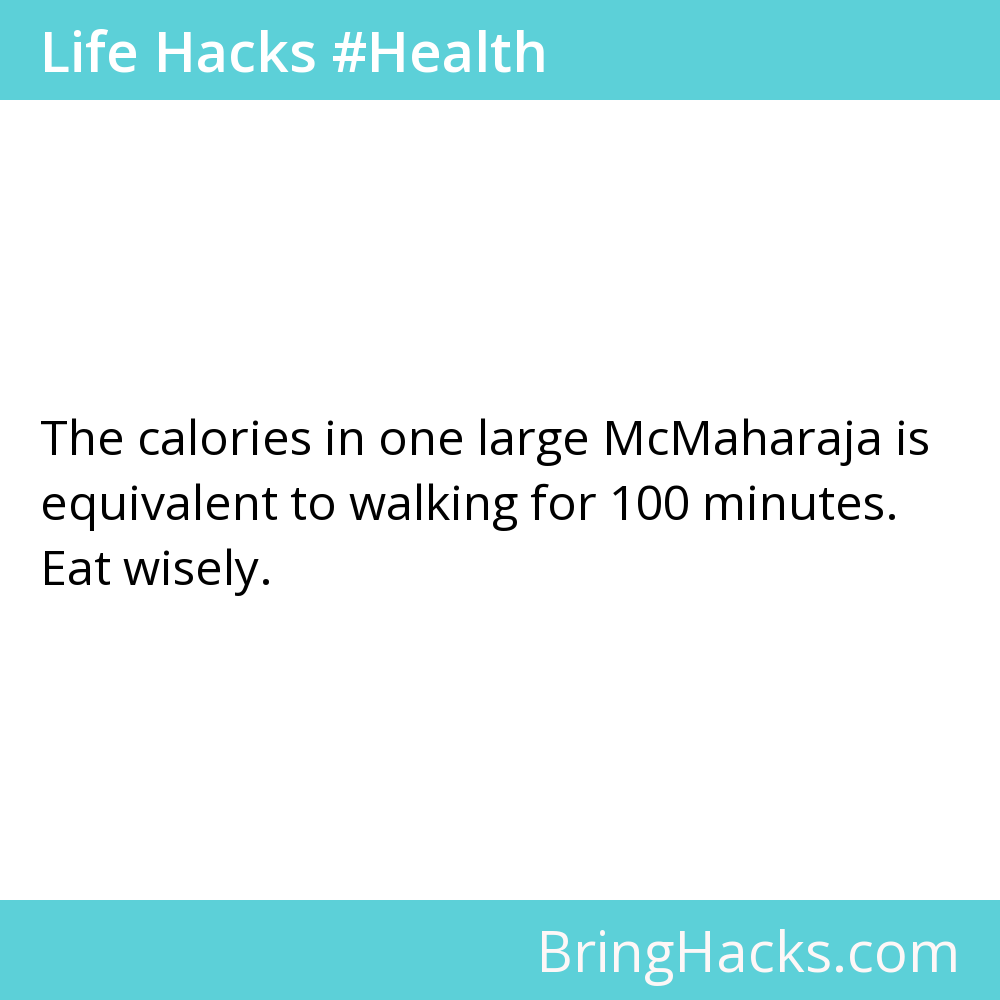 Life Hacks #Health
The calories in one large McMaharaja is
equivalent to walking for 100 minutes.
Eat wisely.
BringHacks.com